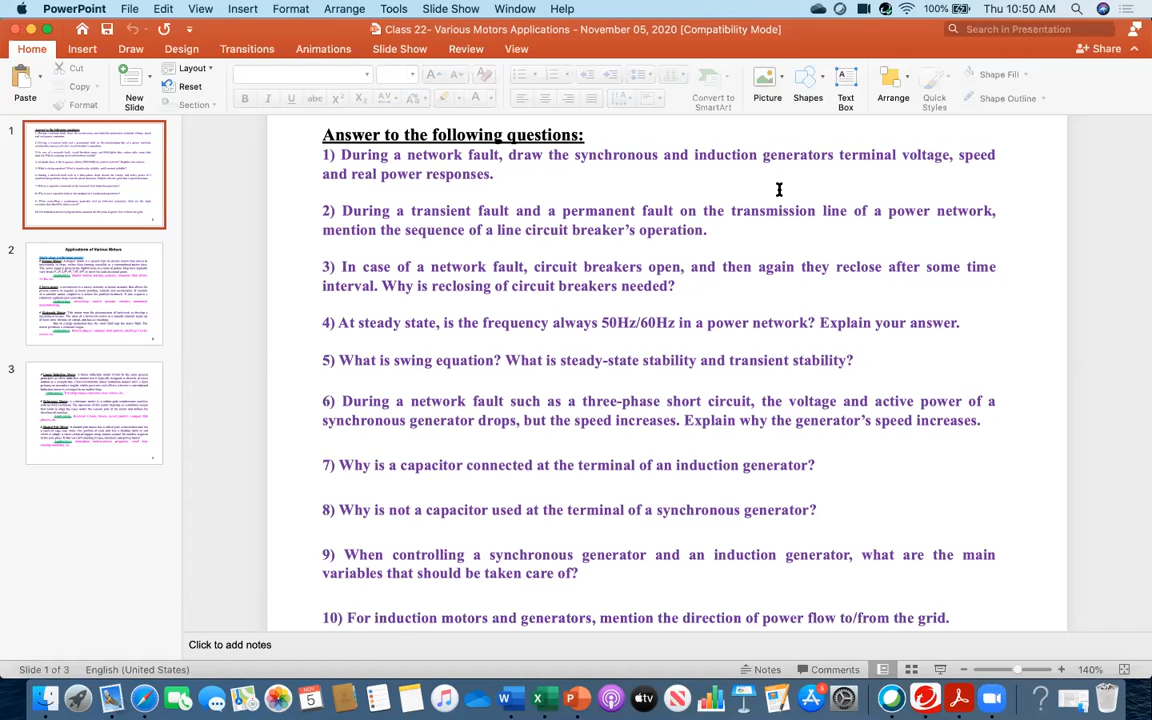 PowerPoint File Edit View Insert Format Arrange Tools Slide Show Window Help 100% Thu 10:50 AM
Class 22- Various Motors Applications - November 05, 2020 [Compatibility Mode] Search in Presentation
Home Insert Draw Design Transitions Animations Slide Show Review View Share
Paste Cut Copy Format New Slide Layout Reset Section Convert to SmartArt Picture Shapes Text Box Arrange Quick Styles Shape Fill Shape Outline
1
2
Applications of Various Motors
3
Answer to the following questions:
1) During a network fault, draw the synchronous and induction generators terminal voltage, speed
and real power responses.
2) During a transient fault and a permanent fault on the transmission line of a power network,
mention the sequence of a line circuit breaker's operation.
3) In case of a network fault, circuit breakers open, and then again they reclose after some time
interval. Why is reclosing of circuit breakers needed?
4) At steady state, is the frequency always 50Hz/60Hz in a power network? Explain your answer.
5) What is swing equation? What is steady-state stability and transient stability?
6) During a network fault such as a three-phase short circuit, the voltage and active power of a
synchronous generator drops, but the speed increases. Explain why the generator's speed increases.
7) Why is a capacitor connected at the terminal of an induction generator?
8) Why is not a capacitor used at the terminal of a synchronous generator?
9) When controlling a synchronous generator and an induction generator, what are the main
variables that should be taken care of?
10) For induction motors and generators, mention the direction of power flow to/from the grid.
Click to add notes
Slide 1 of 3 English (United States) Notes Comments 140%